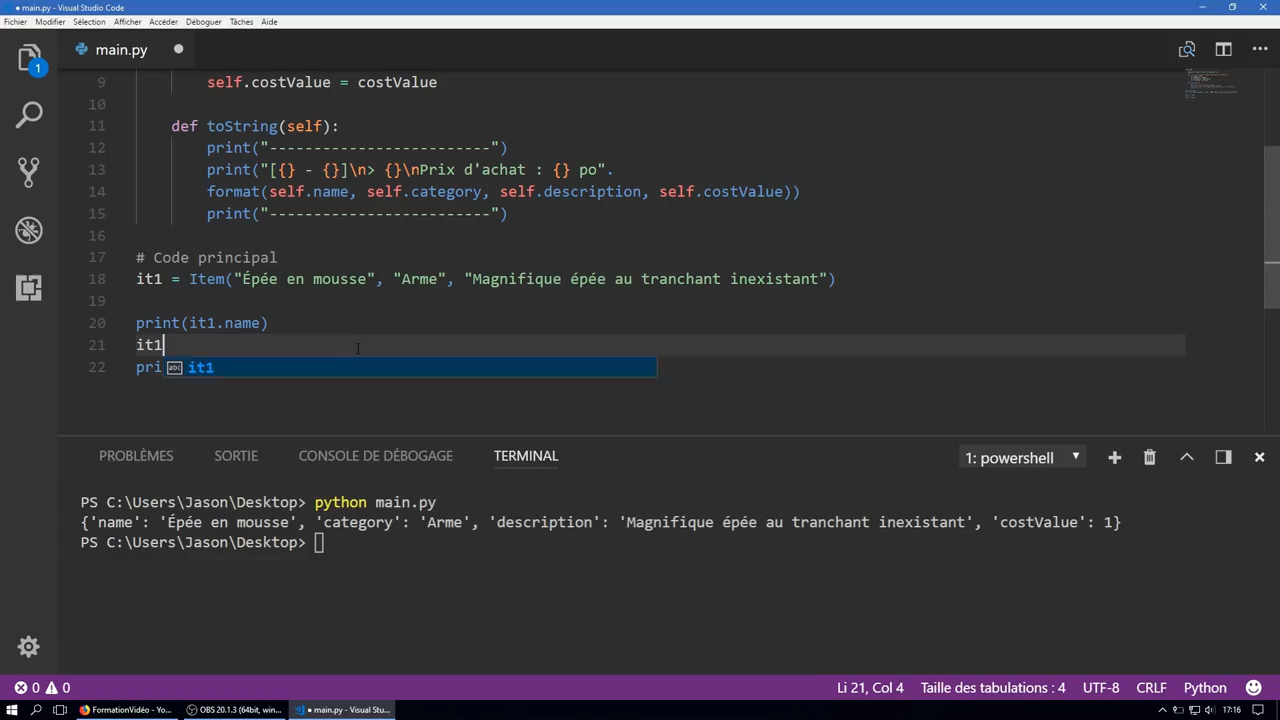 ● main.py - Visual Studio Code
Fichier Modifier Sélection Afficher Accéder Déboguer Tâches Aide
main.py
1
9 self.costValue = costValue
10
11 def toString(self):
12 print("-------------------------")
13 print("[{} - {}]\n> {}\nPrix d'achat : {} po".
14 format(self.name, self.category, self.description, self.costValue))
15 print("-------------------------")
16
17 # Code principal
18 it1 = Item("Épée en mousse", "Arme", "Magnifique épée au tranchant inexistant")
19
20 print(it1.name)
21 it1
22 pri abc it1
PROBLÈMES SORTIE CONSOLE DE DÉBOGAGE TERMINAL 1: powershell
PS C:\Users\Jason\Desktop> python main.py
{'name': 'Épée en mousse', 'category': 'Arme', 'description': 'Magnifique épée au tranchant inexistant', 'costValue': 1}
PS C:\Users\Jason\Desktop>
0 0 Li 21, Col 4 Taille des tabulations : 4 UTF-8 CRLF Python
FormationVidéo - Yo... OBS 20.1.3 (64bit, win... ● main.py - Visual Stu... 17:16